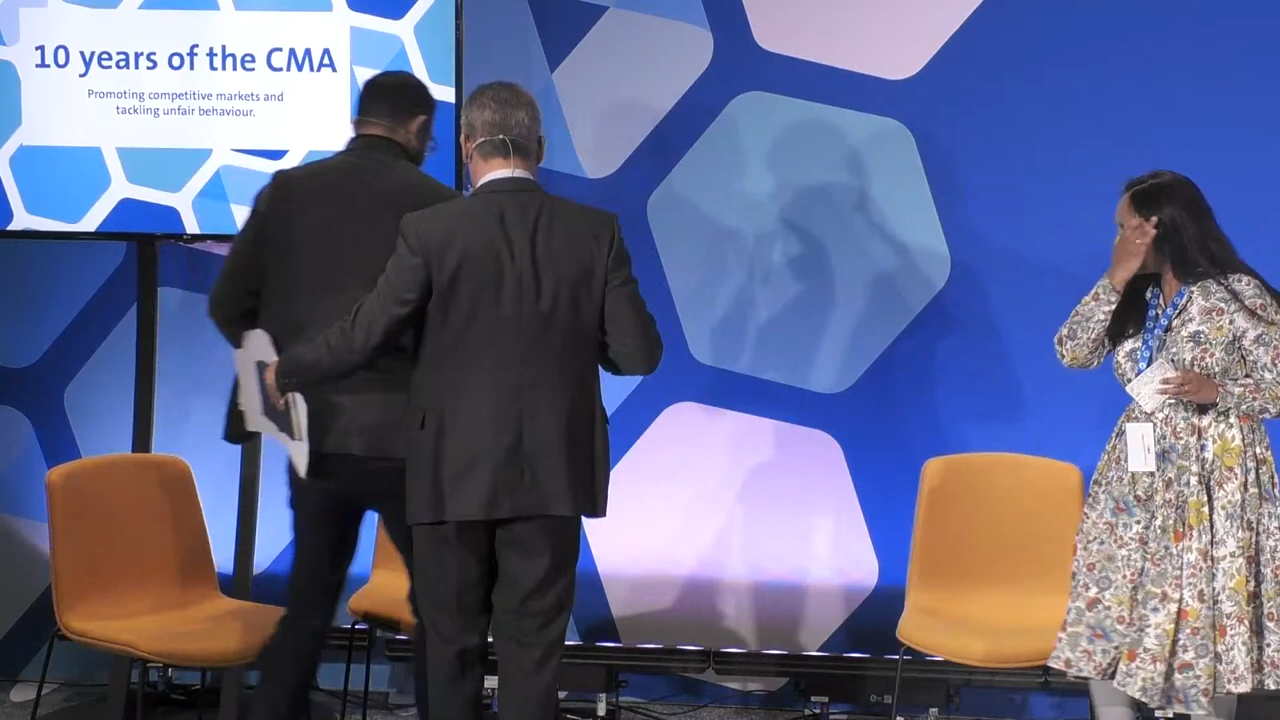 10 years of the CMA
Promoting competitive markets and
tackling unfair behaviour.